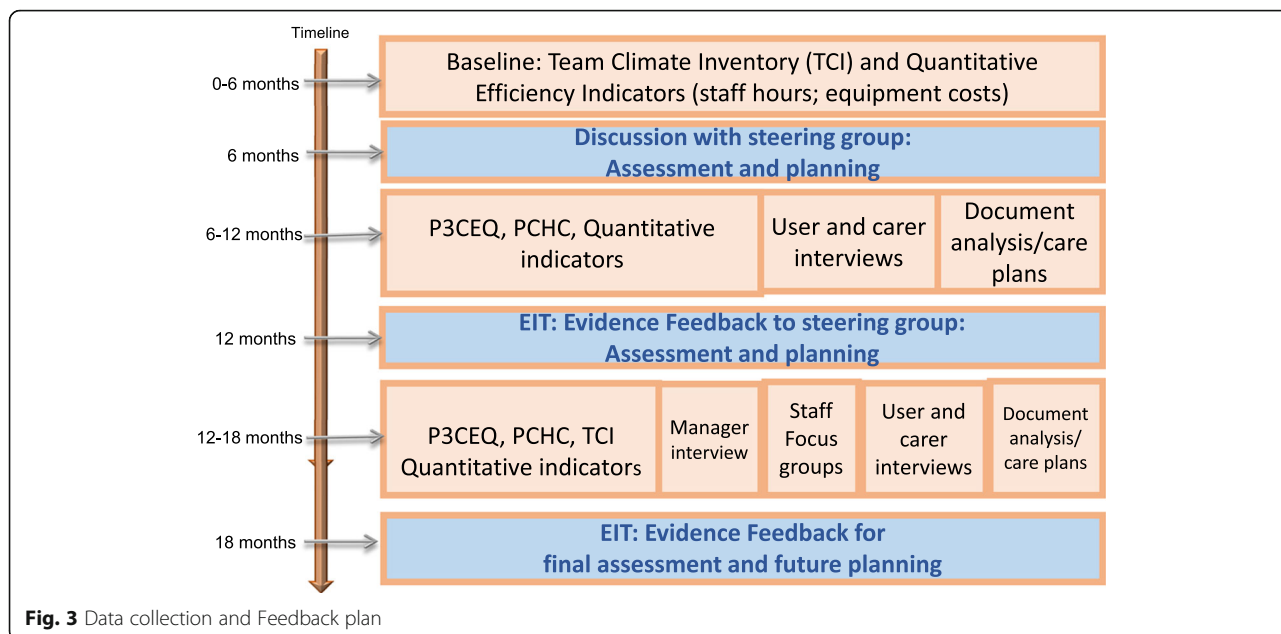 Timeline
0-6 months
Baseline: Team Climate Inventory (TCI) and Quantitative
Efficiency Indicators (staff hours; equipment costs)
6 months
Discussion with steering group:
Assessment and planning
6-12 months
P3CEQ, PCHC, Quantitative
indicators
User and carer
interviews
Document
analysis/care
plans
12 months
EIT: Evidence Feedback to steering group:
Assessment and planning
12-18 months
P3CEQ, PCHC, TCI
Quantitative indicators
Manager
interview
Staff
Focus
groups
User and
carer
interviews
Document
analysis/
care plans
18 months
EIT: Evidence Feedback for
final assessment and future planning
Fig. 3 Data collection and Feedback plan